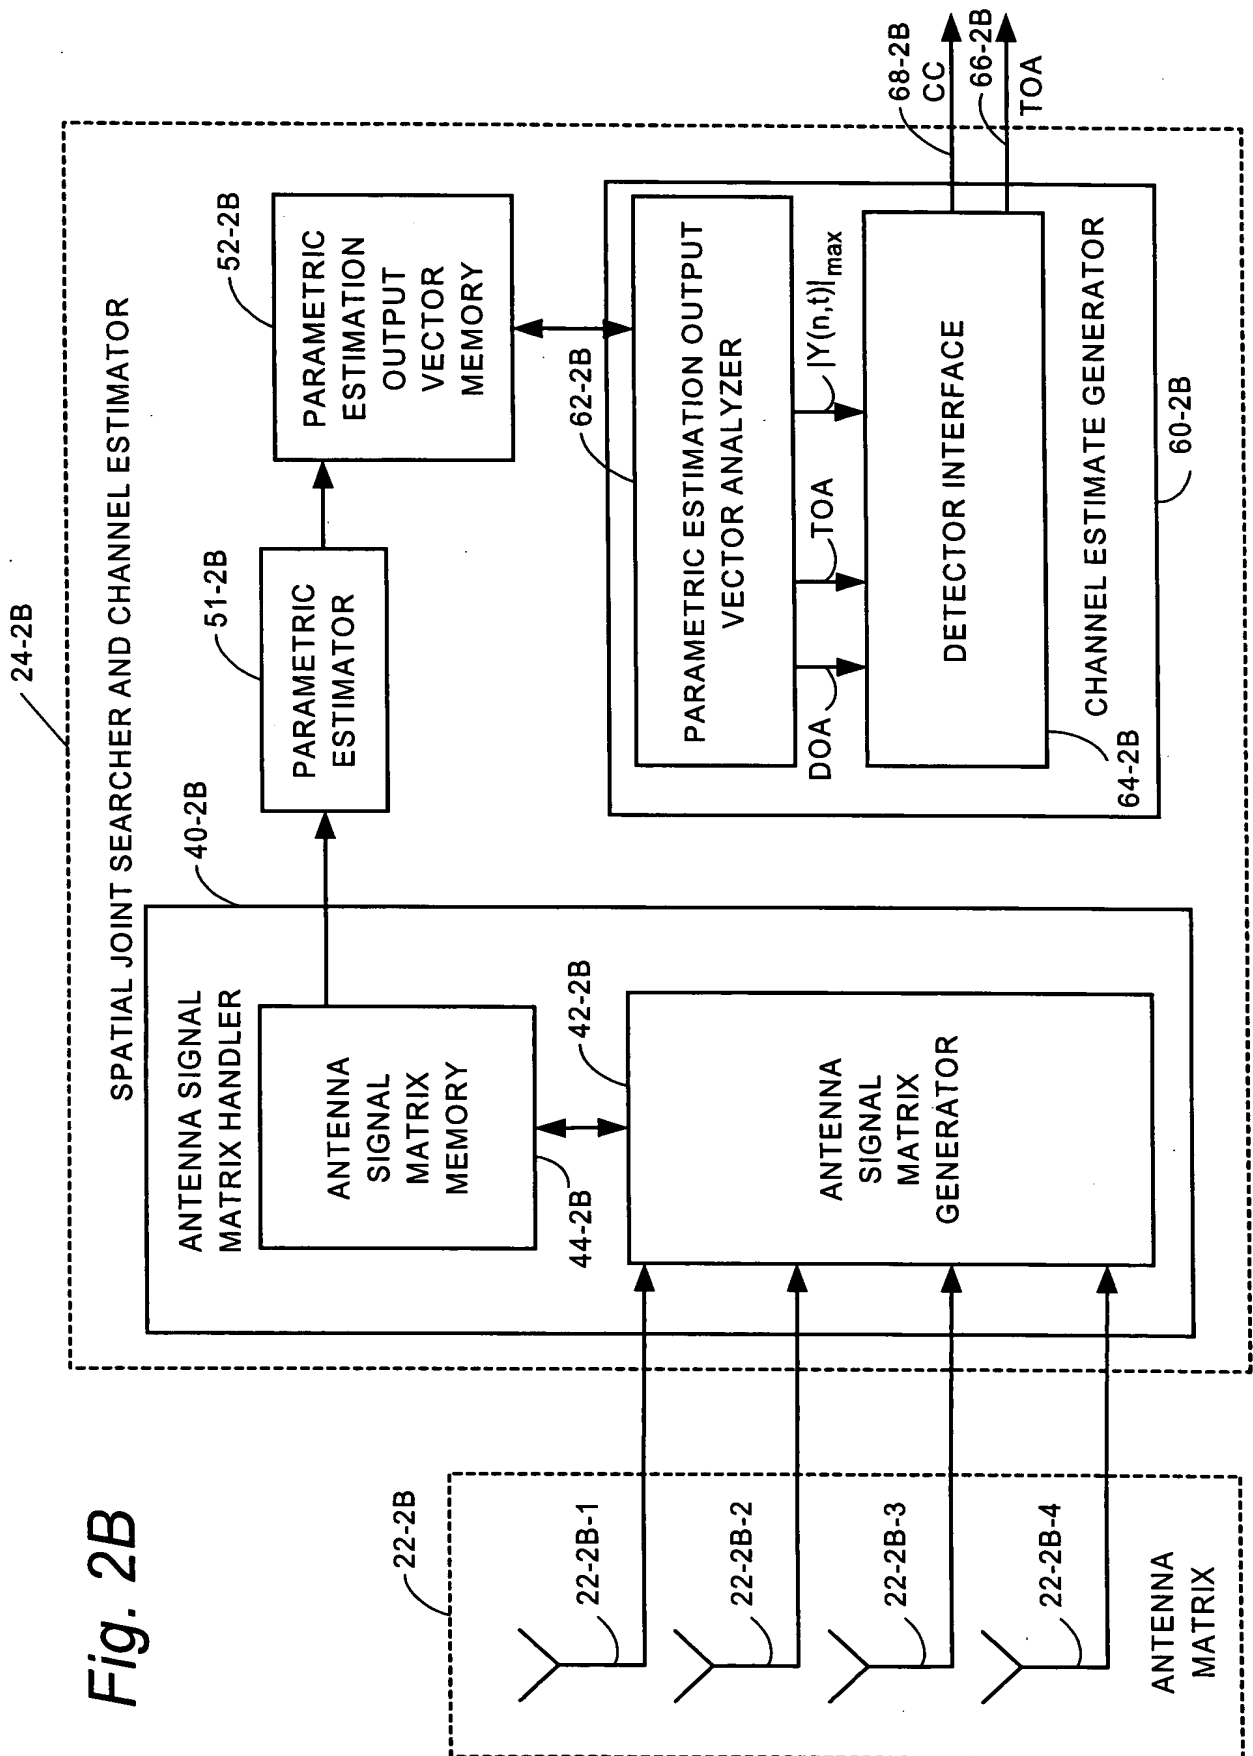 Fig. 2B
24-2B
SPATIAL JOINT SEARCHER AND CHANNEL ESTIMATOR
22-2B
22-2B-1
22-2B-2
22-2B-3
22-2B-4
ANTENNA
MATRIX
40-2B
ANTENNA SIGNAL
MATRIX HANDLER
ANTENNA
SIGNAL
MATRIX
MEMORY
44-2B
42-2B
ANTENNA
SIGNAL
MATRIX
GENERATOR
51-2B
PARAMETRIC
ESTIMATOR
52-2B
PARAMETRIC
ESTIMATION
OUTPUT
VECTOR
MEMORY
62-2B
PARAMETRIC ESTIMATION OUTPUT
VECTOR ANALYZER
DOA
TOA
|Y(n,t)|max
DETECTOR INTERFACE
64-2B
CHANNEL ESTIMATE GENERATOR
60-2B
68-2B
CC
66-2B
TOA